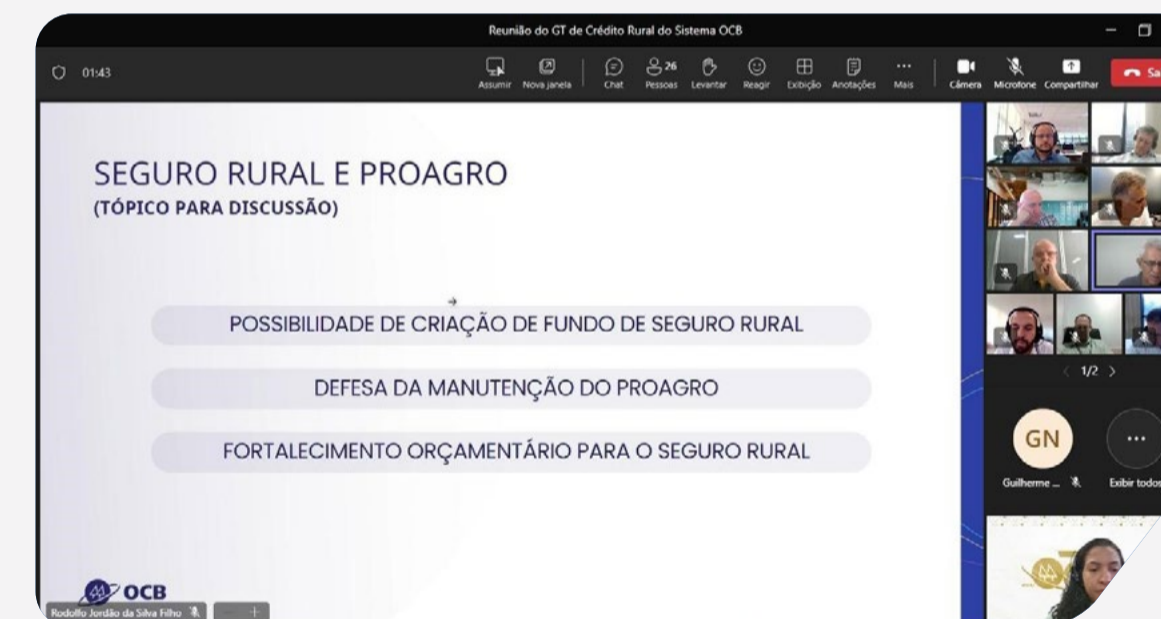 Reunião do GT de Crédito Rural do Sistema OCB
01:43
Assumir Nova janela Chat 26 Pessoas Levantar Reagir Exibição Anotações Mais Câmera Microfone Compartilhar Sa
SEGURO RURAL E PROAGRO
(TÓPICO PARA DISCUSSÃO)
POSSIBILIDADE DE CRIAÇÃO DE FUNDO DE SEGURO RURAL
DEFESA DA MANUTENÇÃO DO PROAGRO
FORTALECIMENTO ORÇAMENTÁRIO PARA O SEGURO RURAL
OCB
Rodolfo Jordão da Silva Filho
1/2
GN
Guilherme ...
Exibir todos